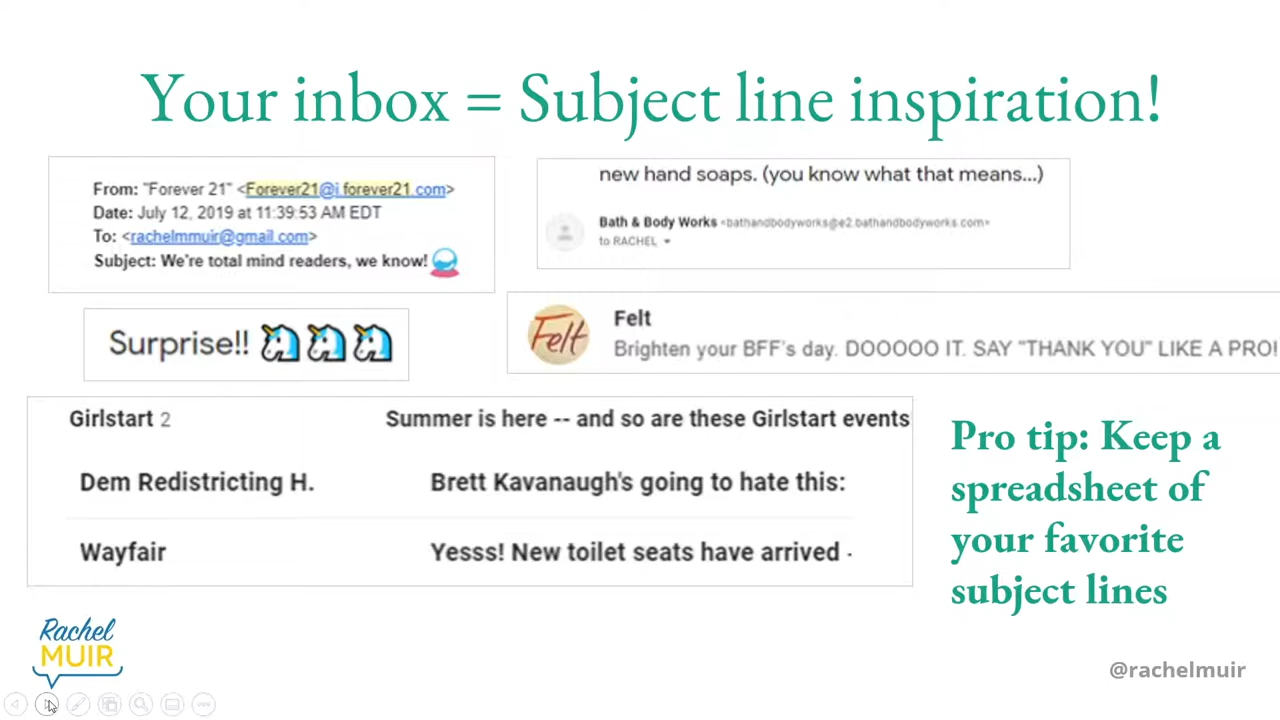 Your inbox = Subject line inspiration!
From: "Forever 21" <Forever21@i.forever21.com>
Date: July 12, 2019 at 11:39:53 AM EDT
To: <rachelmmuir@gmail.com>
Subject: We're total mind readers, we know!
new hand soaps. (you know what that means...)
Bath & Body Works <bathandbodyworks@e2.bathandbodyworks.com>
to RACHEL
Surprise!!
Felt
Felt
Brighten your BFF's day. DOOOOO IT. SAY "THANK YOU" LIKE A PRO!
Girlstart 2 Summer is here -- and so are these Girlstart events
Dem Redistricting H. Brett Kavanaugh's going to hate this:
Wayfair Yesss! New toilet seats have arrived -
Pro tip: Keep a
spreadsheet of
your favorite
subject lines
Rachel
MUIR
@rachelmuir